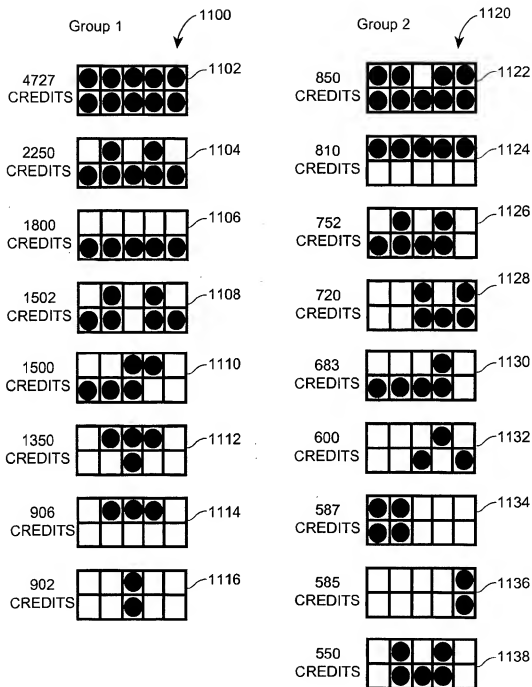 Group 1
1100
4727
CREDITS
1102
2250
CREDITS
1104
1800
CREDITS
1106
1502
CREDITS
1108
1500
CREDITS
1110
1350
CREDITS
1112
906
CREDITS
1114
902
CREDITS
1116
Group 2
1120
850
CREDITS
1122
810
CREDITS
1124
752
CREDITS
1126
720
CREDITS
1128
683
CREDITS
1130
600
CREDITS
1132
587
CREDITS
1134
585
CREDITS
1136
550
CREDITS
1138